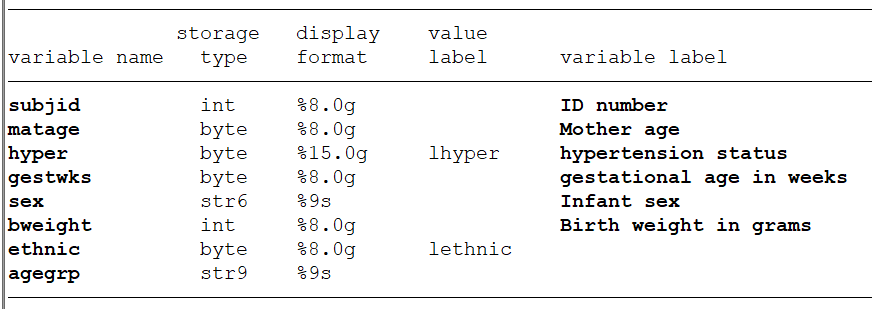 storage display value
variable name type format label variable label
subjid int %8.0g ID number
matage byte %8.0g Mother age
hyper byte %15.0g lhyper hypertension status
gestwks byte %8.0g gestational age in weeks
sex str6 %9s Infant sex
bweight int %8.0g Birth weight in grams
ethnic byte %8.0g lethnic
agegrp str9 %9s